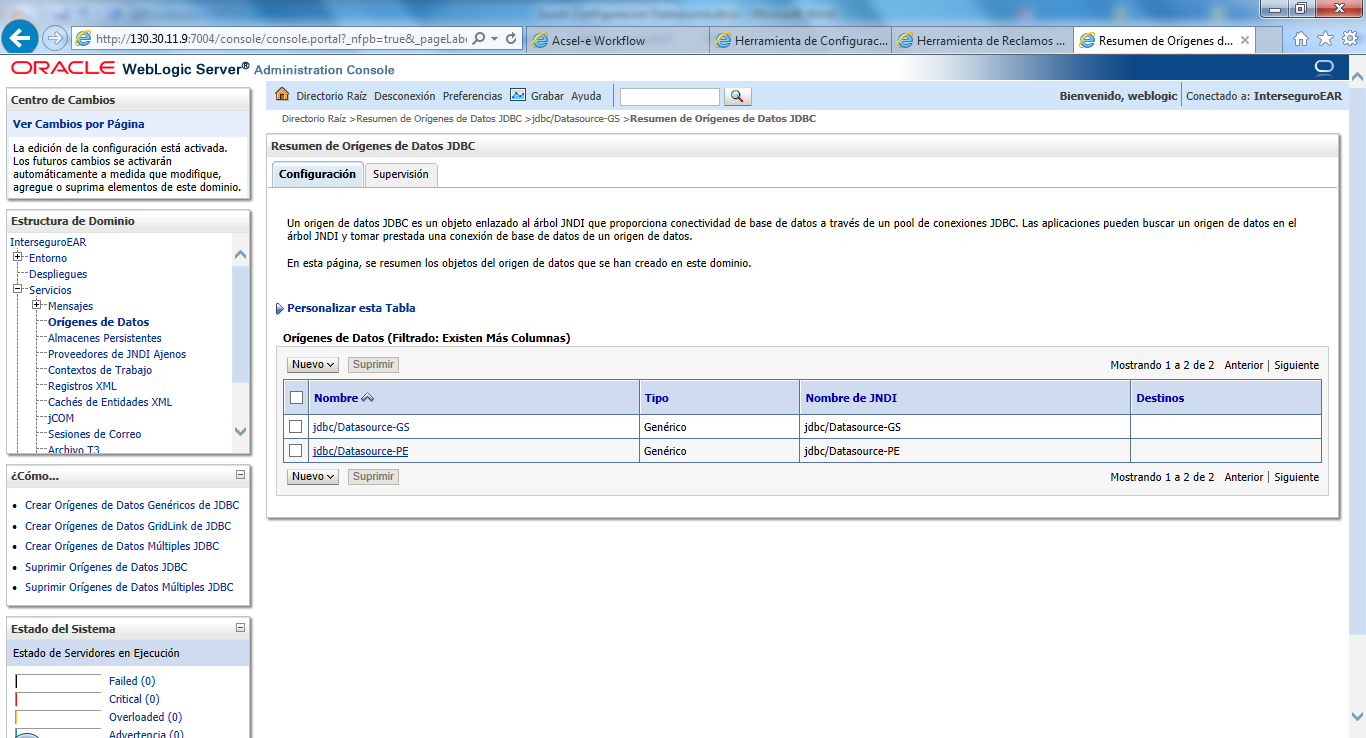 http://130.30.11.9:7004/console/console.portal?_nfpb=true&_pageLabe
Acsel-e Workflow
Herramienta de Configurac...
Herramienta de Reclamos ...
Resumen de Orígenes d...
ORACLE WebLogic Server® Administration Console
Centro de Cambios
Ver Cambios por Página
La edición de la configuración está activada.
Los futuros cambios se activarán
automáticamente a medida que modifique,
agregue o suprima elementos de este dominio.
Estructura de Dominio
InterseguroEAR
Entorno
Despliegues
Servicios
Mensajes
Orígenes de Datos
Almacenes Persistentes
Proveedores de JNDI Ajenos
Contextos de Trabajo
Registros XML
Cachés de Entidades XML
jCOM
Sesiones de Correo
Archivo T3
¿Cómo...
Crear Orígenes de Datos Genéricos de JDBC
Crear Orígenes de Datos GridLink de JDBC
Crear Orígenes de Datos Múltiples JDBC
Suprimir Orígenes de Datos JDBC
Suprimir Orígenes de Datos Múltiples JDBC
Estado del Sistema
Estado de Servidores en Ejecución
Failed (0)
Critical (0)
Overloaded (0)
Advertencia (0)
Directorio Raíz Desconexión Preferencias Grabar Ayuda
Bienvenido, weblogic Conectado a: InterseguroEAR
Directorio Raíz >Resumen de Orígenes de Datos JDBC >jdbc/Datasource-GS >Resumen de Orígenes de Datos JDBC
Resumen de Orígenes de Datos JDBC
Configuración Supervisión
Un origen de datos JDBC es un objeto enlazado al árbol JNDI que proporciona conectividad de base de datos a través de un pool de conexiones JDBC. Las aplicaciones pueden buscar un origen de datos en el
árbol JNDI y tomar prestada una conexión de base de datos de un origen de datos.
En esta página, se resumen los objetos del origen de datos que se han creado en este dominio.
Personalizar esta Tabla
Orígenes de Datos (Filtrado: Existen Más Columnas)
Nuevo Suprimir Mostrando 1 a 2 de 2 Anterior | Siguiente
Nombre Tipo Nombre de JNDI Destinos
jdbc/Datasource-GS Genérico jdbc/Datasource-GS
jdbc/Datasource-PE Genérico jdbc/Datasource-PE
Nuevo Suprimir Mostrando 1 a 2 de 2 Anterior | Siguiente